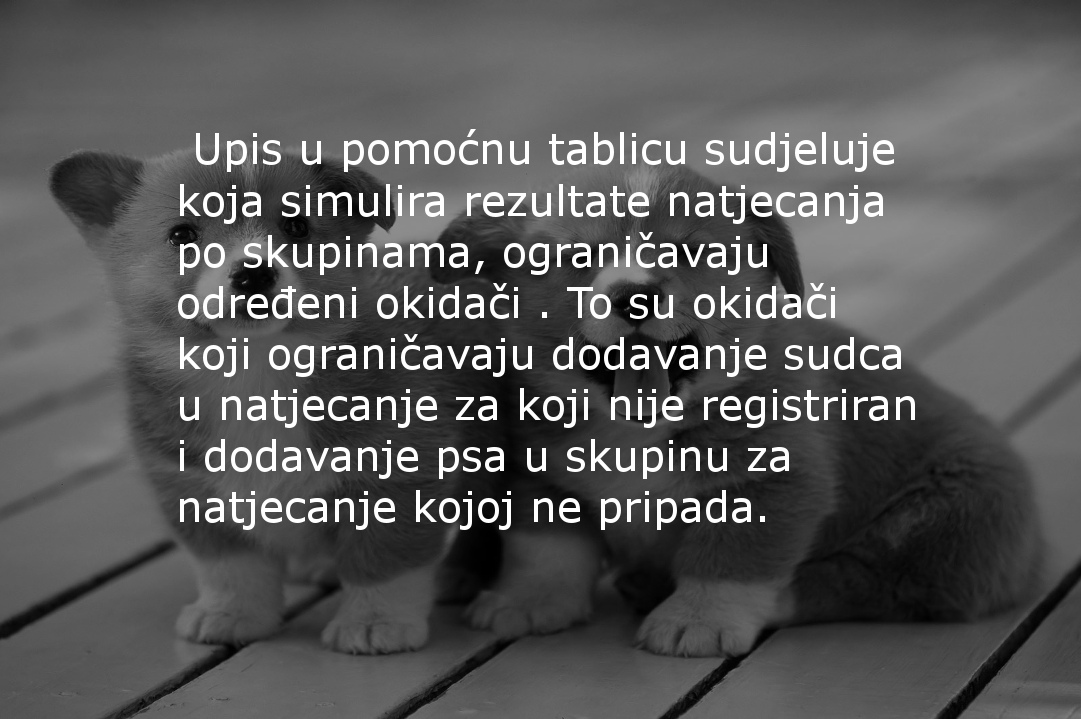 Upis u pomoćnu tablicu sudjeluje
koja simulira rezultate natjecanja
po skupinama, ograničavaju
određeni okidači . To su okidači
koji ograničavaju dodavanje sudca
u natjecanje za koji nije registriran
i dodavanje psa u skupinu za
natjecanje kojoj ne pripada.